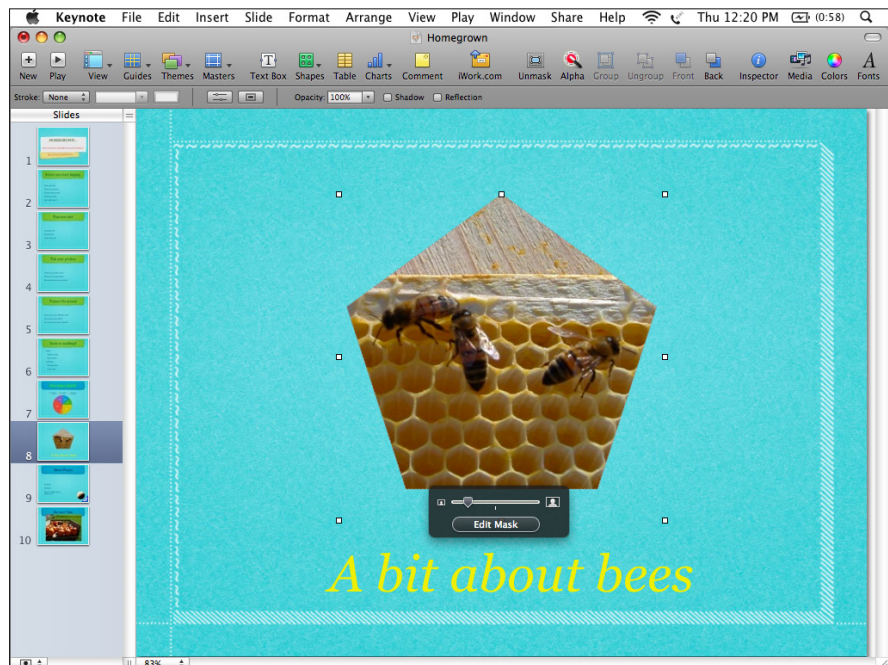 Keynote File Edit Insert Slide Format Arrange View Play Window Share Help Thu 12:20 PM (0:58)
Homegrown
New Play View Guides Themes Masters Text Box Shapes Table Charts Comment iWork.com Unmask Alpha Group Ungroup Front Back Inspector Media Colors Fonts
Stroke: None Opacity: 100% Shadow Reflection
Slides
1
2
3
4
5
6
7
8
9
10
Edit Mask
A bit about bees
83%